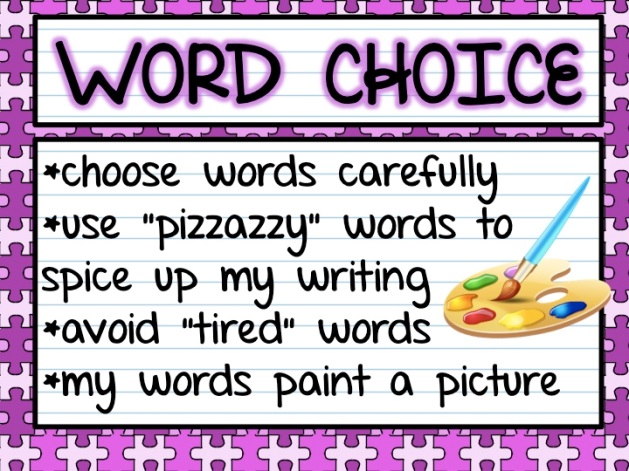 WORD CHOICE
*choose words carefully
*use "pizzazzy" words to
spice up my writing
*avoid "tired" words
*my words paint a picture